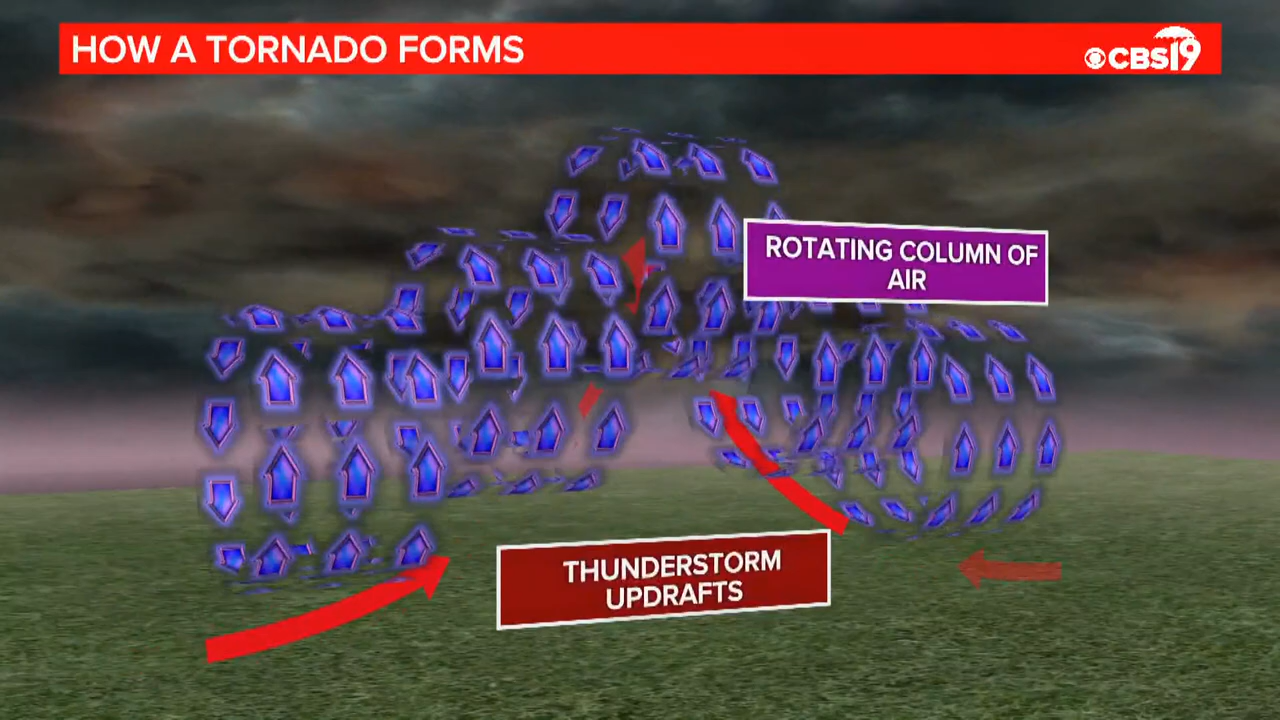 HOW A TORNADO FORMS
CBS19
ROTATING COLUMN OF
AIR
THUNDERSTORM
UPDRAFTS